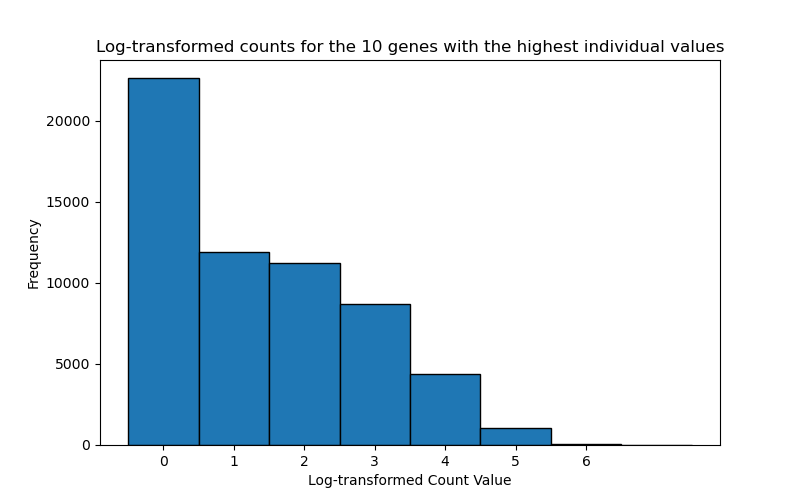 Log-transformed counts for the 10 genes with the highest individual values
Frequency
20000
15000
10000
5000
0
0 1 2 3 4 5 6
Log-transformed Count Value